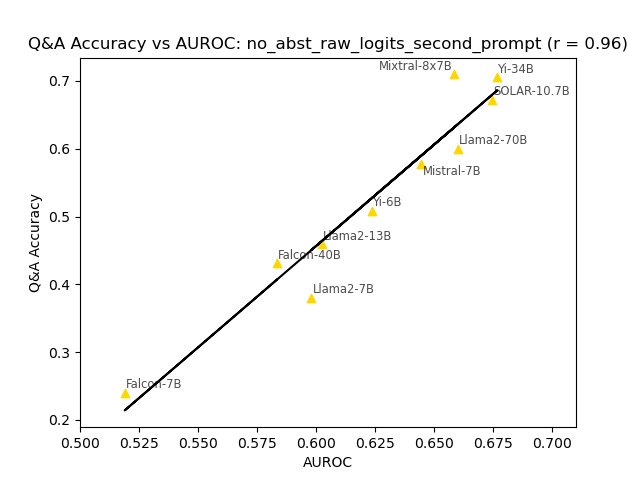 Q&A Accuracy vs AUROC: no_abst_raw_logits_second_prompt (r = 0.96)
Mixtral-8x7B
Yi-34B
0.7
SOLAR-10.7B
Llama2-70B
0.6
Mistral-7B
Yi-6B
0.5
Llama2-13B
Falcon-40B
0.4
Llama2-7B
0.3
Falcon-7B
0.2
Q&A Accuracy
0.500 0.525 0.550 0.575 0.600 0.625 0.650 0.675 0.700
AUROC